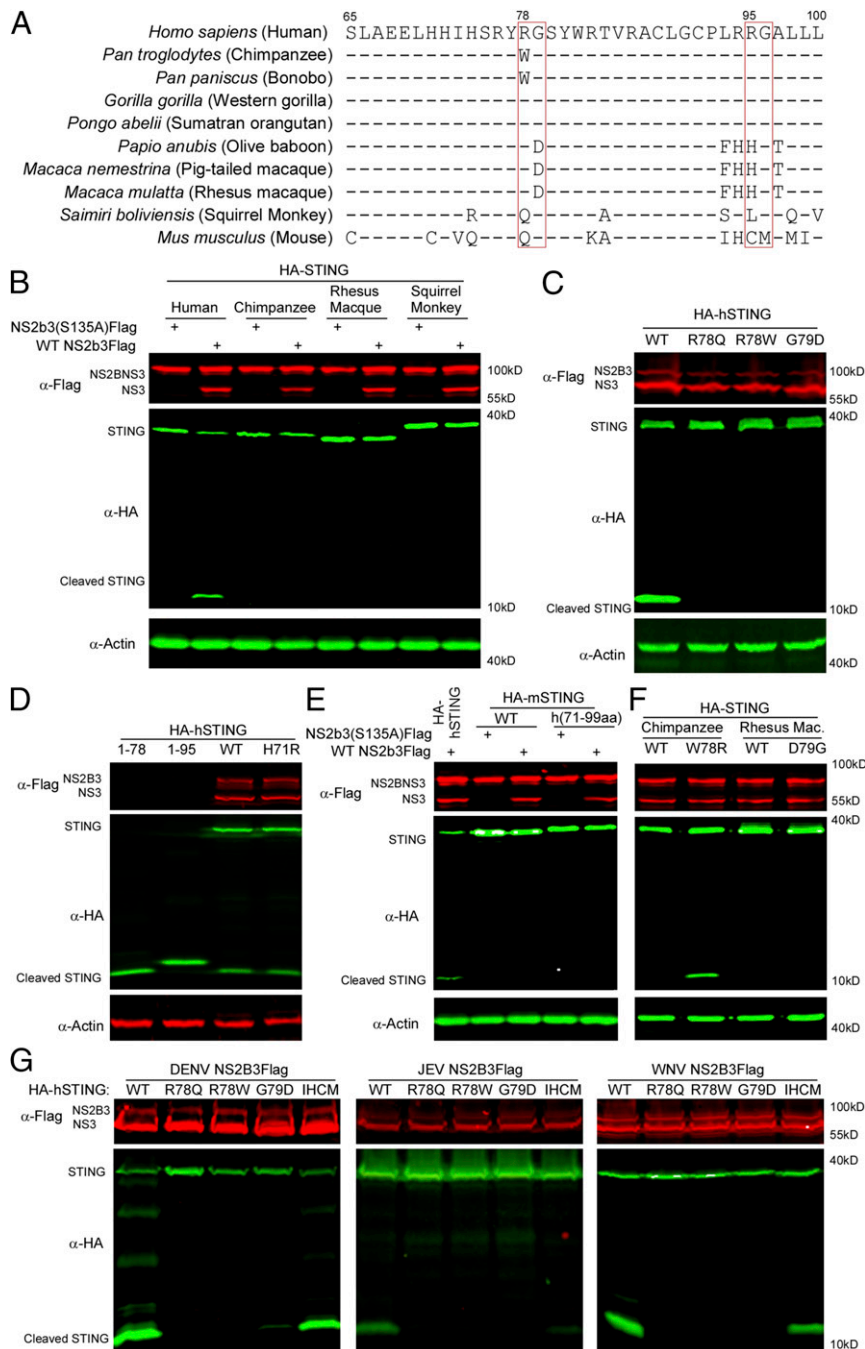 A
65 78 95 100
Homo sapiens (Human) SLAEELHHIHSRYRGSYWRTVRACLGCPLRRGALLL
Pan troglodytes (Chimpanzee) -------------W----------------------
Pan paniscus (Bonobo) -------------W----------------------
Gorilla gorilla (Western gorilla) ------------------------------------
Pongo abelii (Sumatran orangutan) ------------------------------------
Papio anubis (Olive baboon) --------------D-------------FHH-T---
Macaca nemestrina (Pig-tailed macaque) --------------D-------------FHH-T---
Macaca mulatta (Rhesus macaque) --------------D-------------FHH-T---
Saimiri boliviensis (Squirrel Monkey) ---------R---Q-----A--------S-L--Q-V
Mus musculus (Mouse) C-----C-VQ---Q----KA--------IHCM-MI-
B
HA-STING
Human Chimpanzee Rhesus Macque Squirrel Monkey
NS2b3(S135A)Flag + + + +
WT NS2b3Flag + + + +
α-Flag NS2BNS3 NS3 100kD 55kD
STING 40kD
α-HA
Cleaved STING 10kD
α-Actin 40kD
C
HA-hSTING
WT R78Q R78W G79D
α-Flag NS2B3 NS3 100kD 55kD
STING 40kD
α-HA
Cleaved STING 10kD
α-Actin 40kD
D
HA-hSTING
1-78 1-95 WT H71R
α-Flag NS2B3 NS3
STING
α-HA
Cleaved STING
α-Actin
E
HA-hSTING HA-mSTING
WT h(71-99aa)
NS2b3(S135A)Flag + +
WT NS2b3Flag + + +
α-Flag NS2BNS3 NS3
STING
α-HA
Cleaved STING
α-Actin
F
HA-STING
Chimpanzee Rhesus Mac.
WT W78R WT D79G
100kD
55kD
40kD
10kD
40kD
G
DENV NS2B3Flag JEV NS2B3Flag WNV NS2B3Flag
HA-hSTING: WT R78Q R78W G79D IHCM WT R78Q R78W G79D IHCM WT R78Q R78W G79D IHCM
α-Flag NS2B3 NS3 100kD 55kD
STING 40kD
α-HA
Cleaved STING 10kD